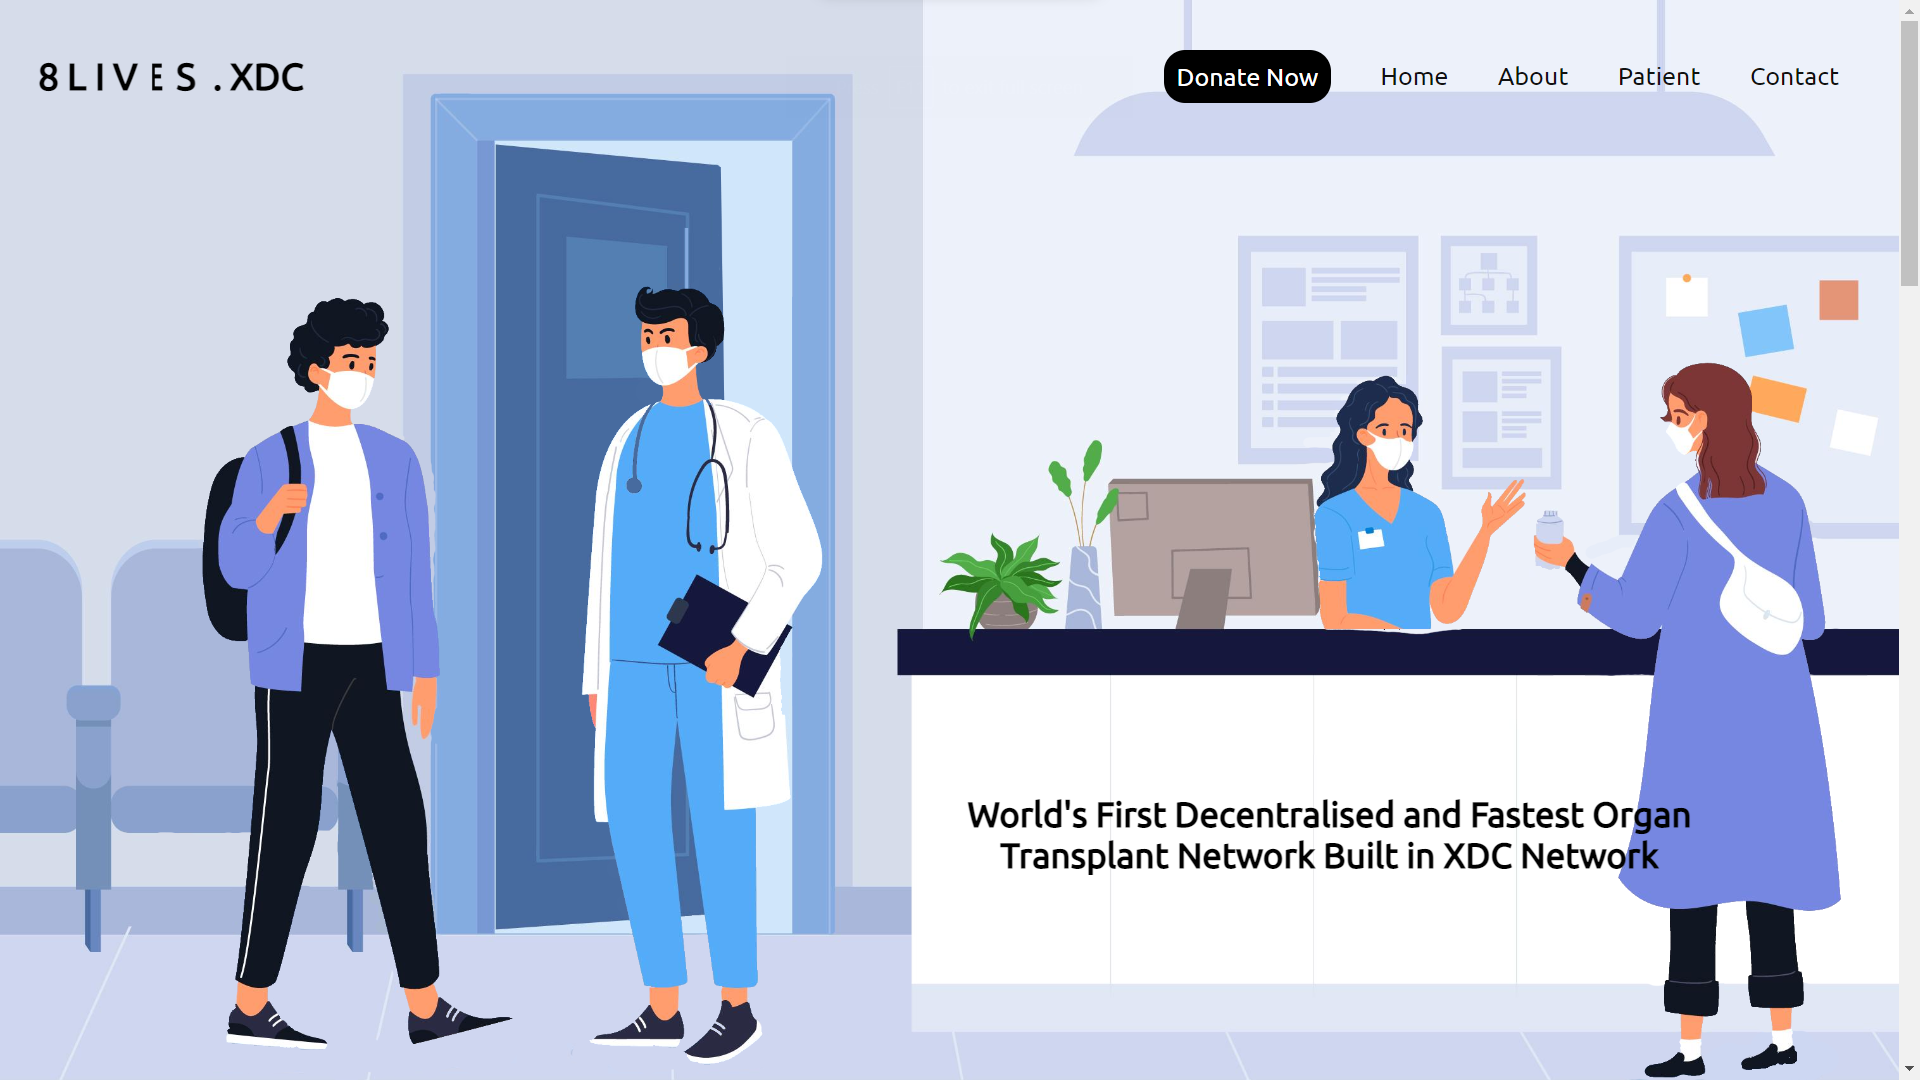 8LIVES .XDC
Donate Now
Home
About
Patient
Contact
World's First Decentralised and Fastest Organ
Transplant Network Built in XDC Network